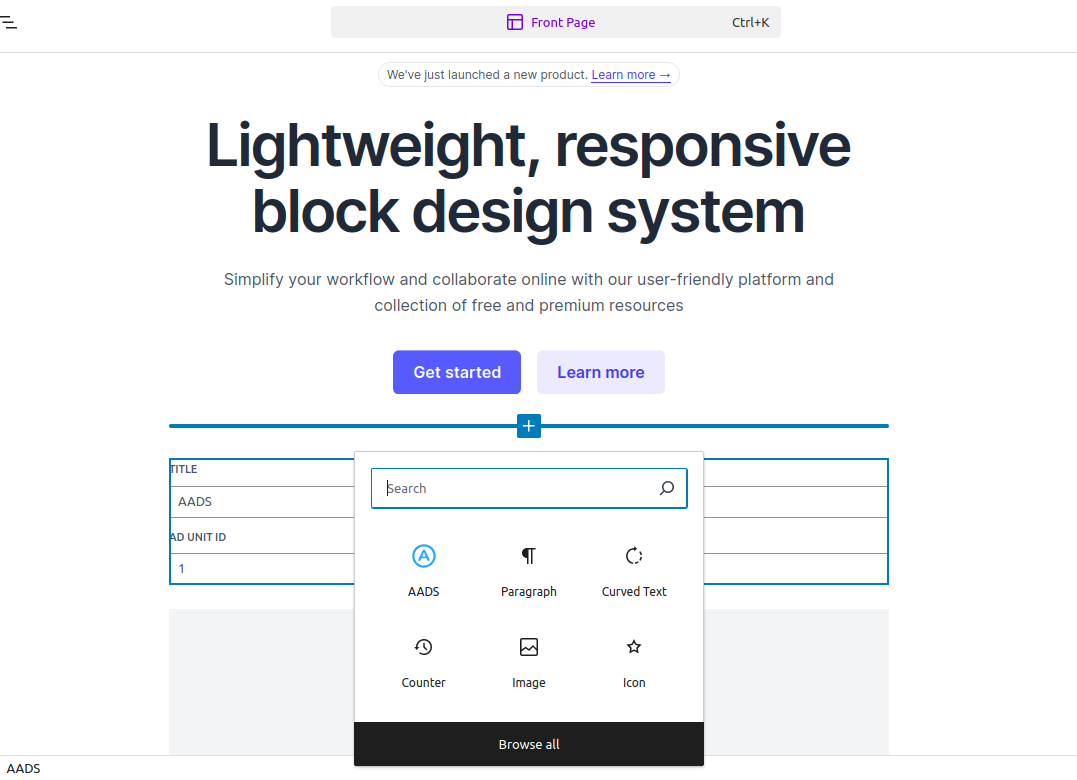 Front Page Ctrl+K
We've just launched a new product. Learn more →
Lightweight, responsive
block design system
Simplify your workflow and collaborate online with our user-friendly platform and
collection of free and premium resources
Get started Learn more
TITLE
AADS
AD UNIT ID
1
Search
AADS Paragraph Curved Text
Counter Image Icon
Browse all
AADS